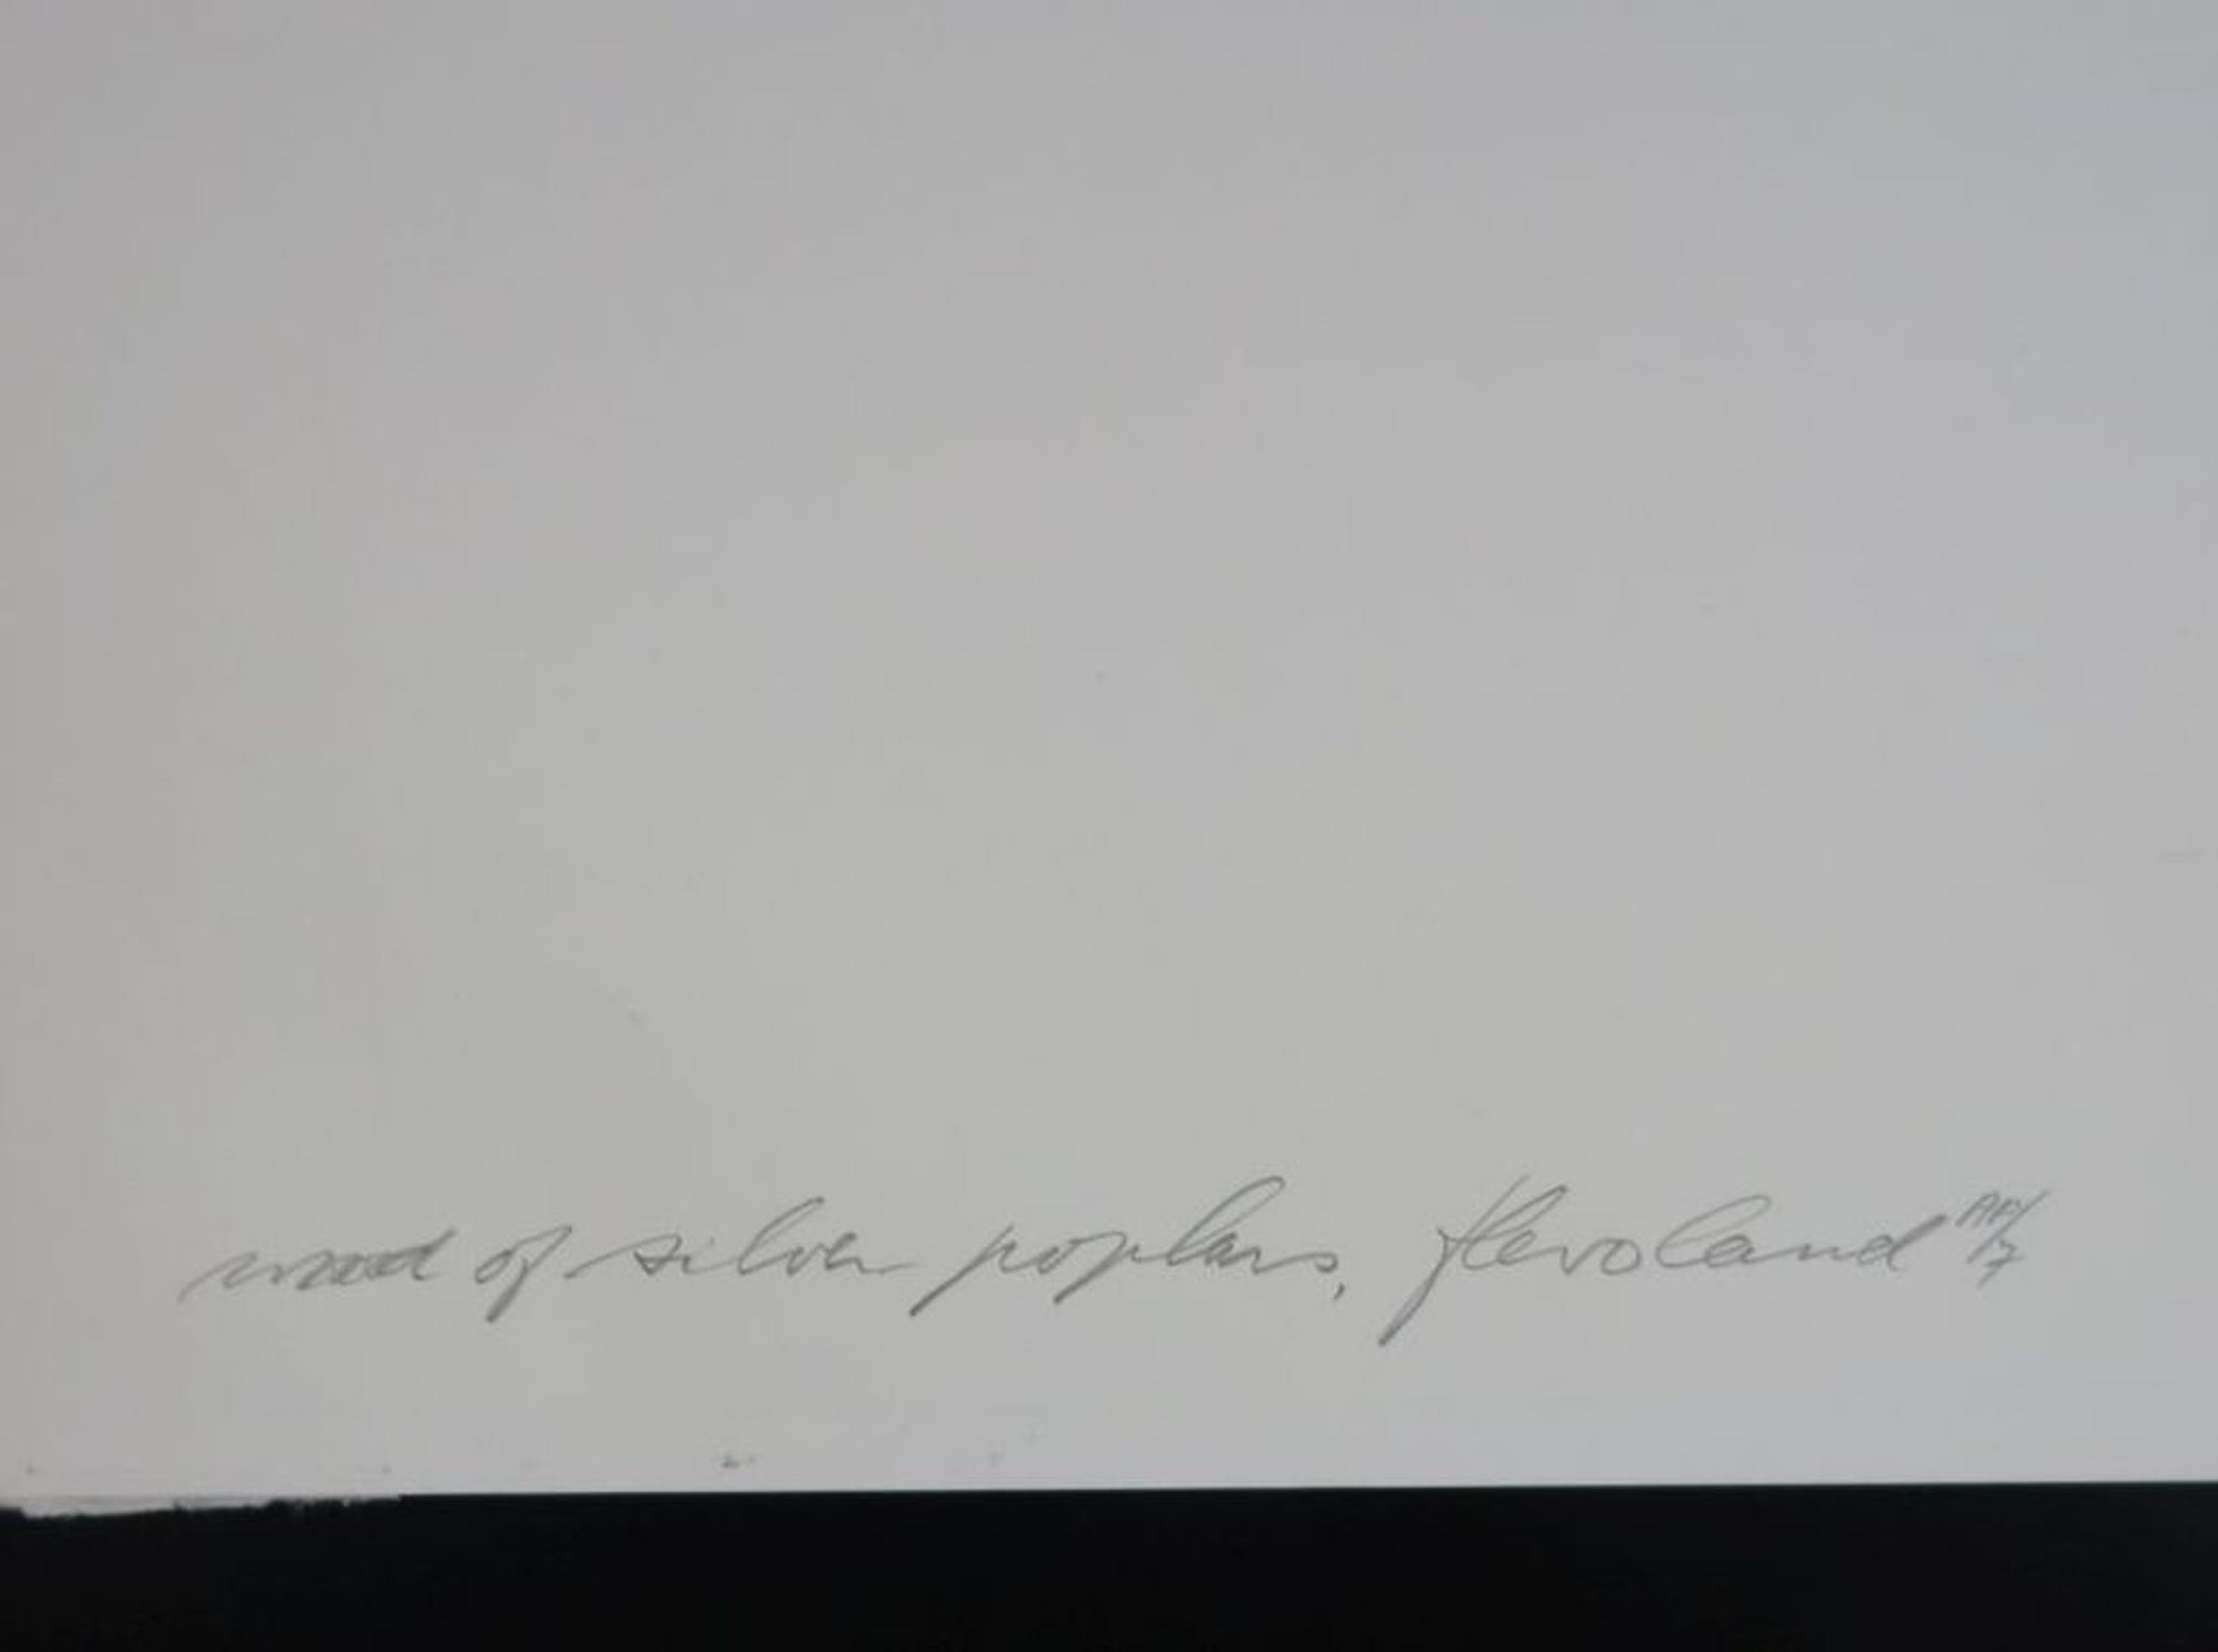 wood of silver poplars, flevoland AP/7